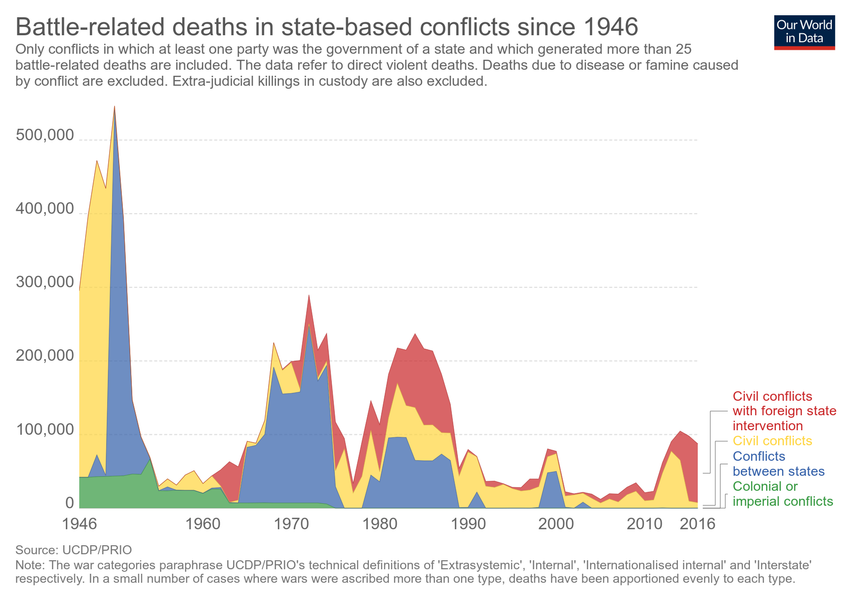 Battle-related deaths in state-based conflicts since 1946
Our World
in Data
Only conflicts in which at least one party was the government of a state and which generated more than 25
battle-related deaths are included. The data refer to direct violent deaths. Deaths due to disease or famine caused
by conflict are excluded. Extra-judicial killings in custody are also excluded.
500,000
400,000
300,000
200,000
100,000
0
Civil conflicts
with foreign state
intervention
Civil conflicts
Conflicts
between states
Colonial or
imperial conflicts
1946
1960
1970
1980
1990
2000
2010
2016
Source: UCDP/PRIO
Note: The war categories paraphrase UCDP/PRIO's technical definitions of 'Extrasystemic', 'Internal', 'Internationalised internal' and 'Interstate'
respectively. In a small number of cases where wars were ascribed more than one type, deaths have been apportioned evenly to each type.